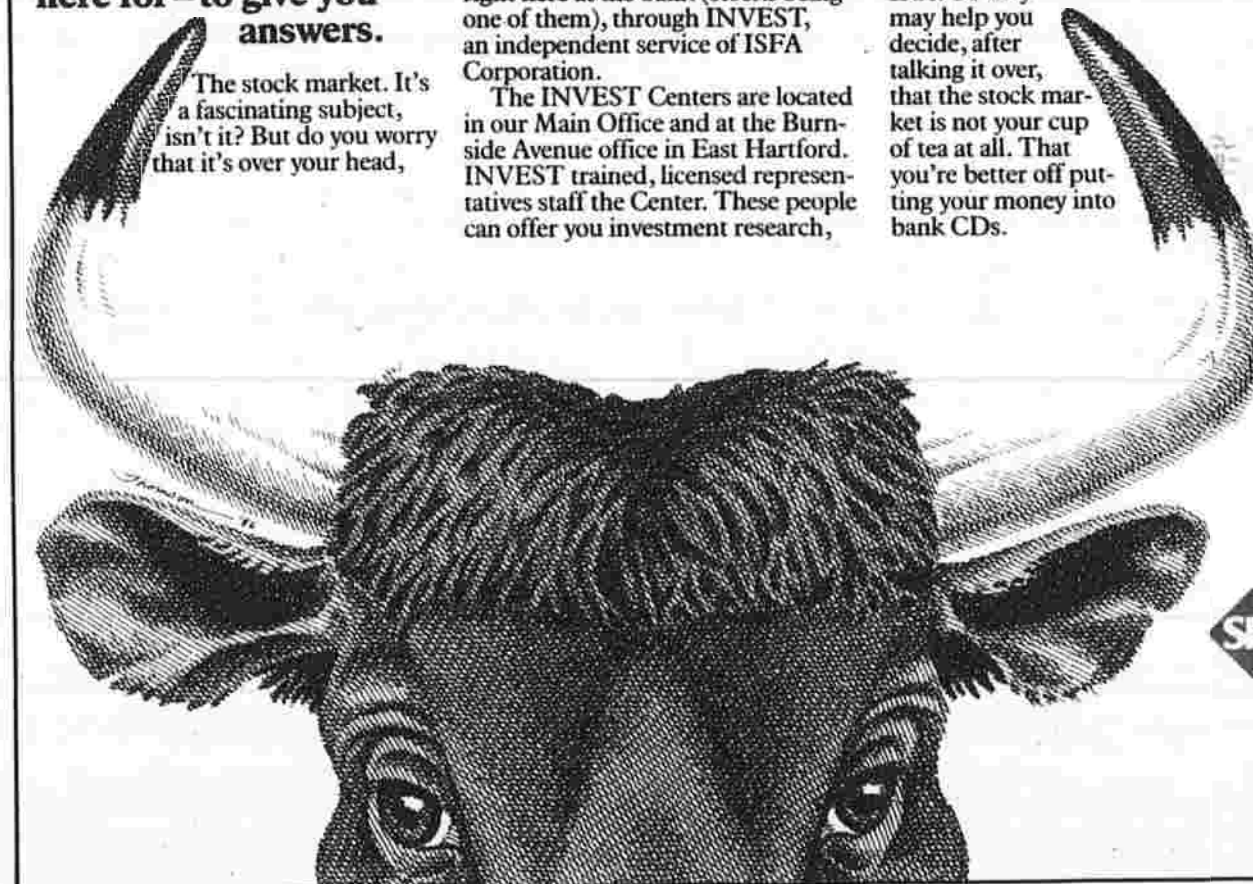 answers.
The stock market. It's
a fascinating subject,
isn't it? But do you worry
that it's over your head,
one of them), through INVEST,
an independent service of ISFA
Corporation.
The INVEST Centers are located
in our Main Office and at the Burn-
side Avenue office in East Hartford.
INVEST trained, licensed represen-
tatives staff the Center. These people
can offer you investment research,
may help you
decide, after
talking it over,
that the stock mar-
ket is not your cup
of tea at all. That
you're better off put-
ting your money into
bank CDs.